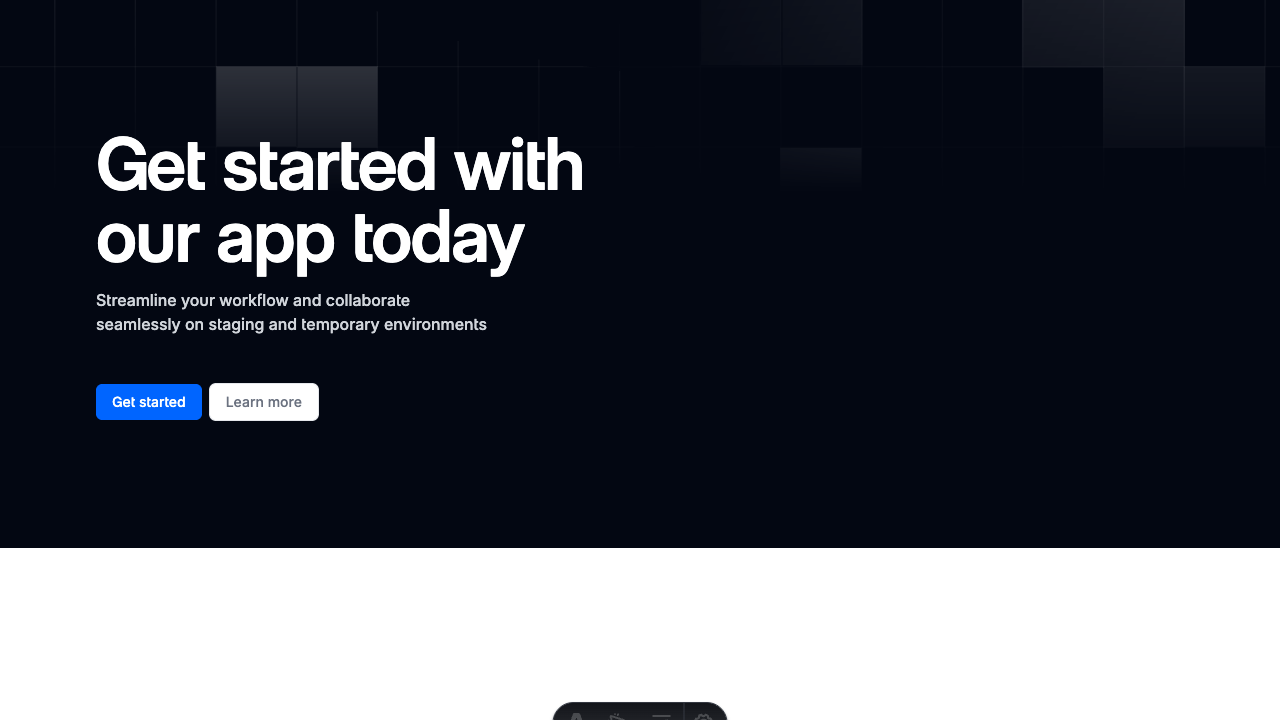 Get started with
our app today
Streamline your workflow and collaborate
seamlessly on staging and temporary environments
Get started
Learn more